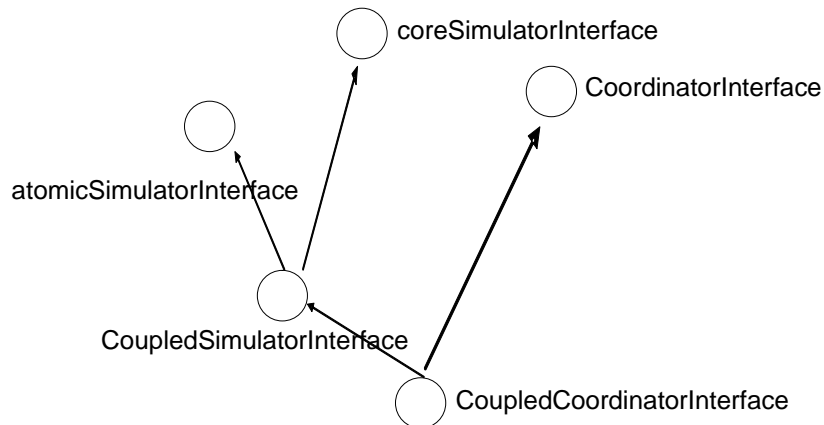 coreSimulatorInterface
CoordinatorInterface
atomicSimulatorInterface
CoupledSimulatorInterface
CoupledCoordinatorInterface